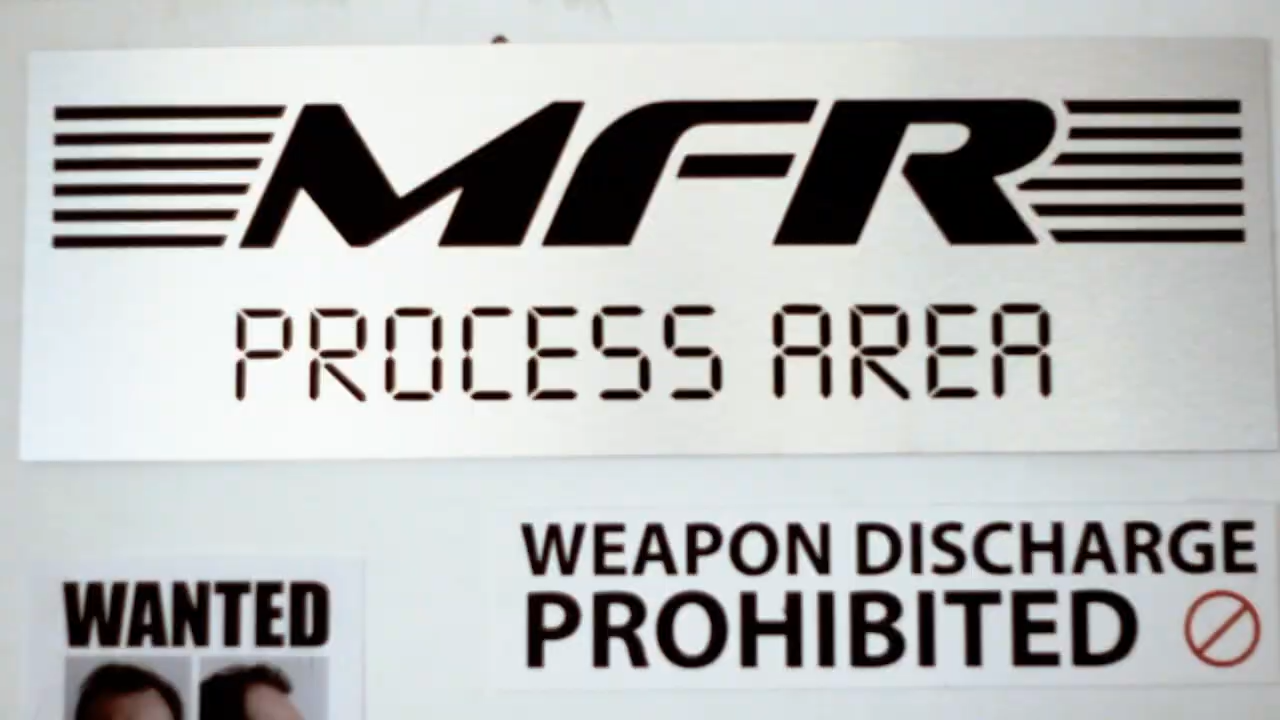 MFR
PROCESS AREA
WEAPON DISCHARGE
PROHIBITED
WANTED